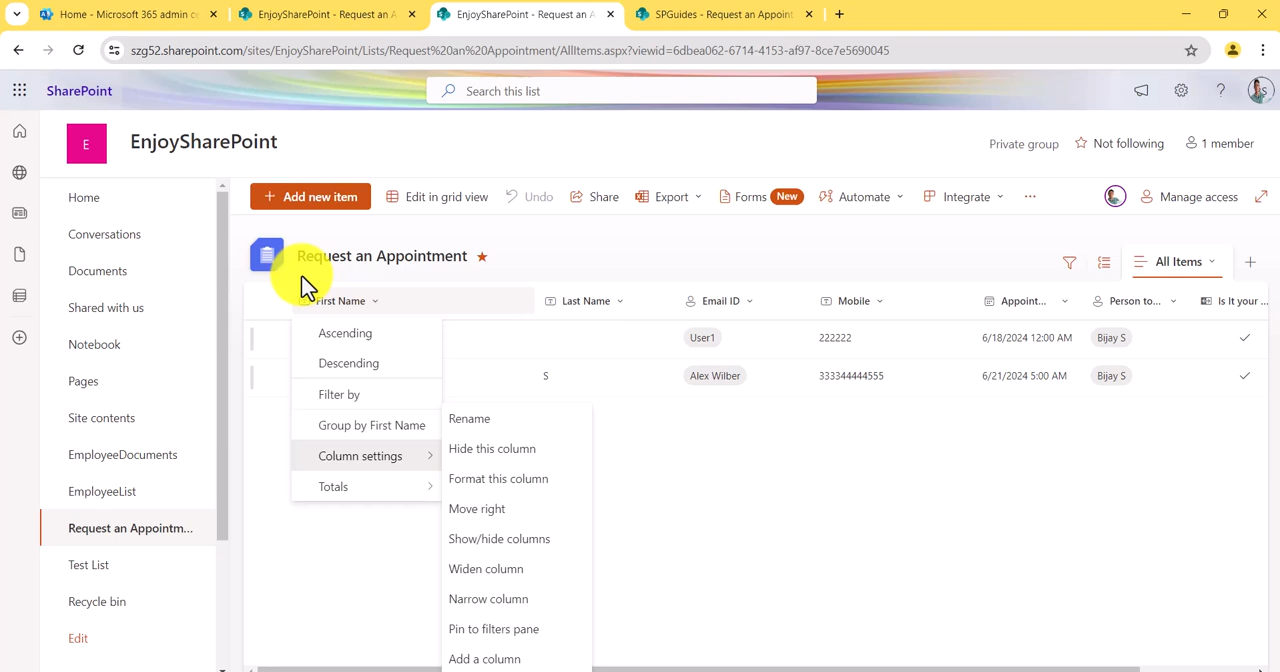 Home - Microsoft 365 admin ce
EnjoySharePoint - Request an A
EnjoySharePoint - Request an A
SPGuides - Request an Appoint
szg52.sharepoint.com/sites/EnjoySharePoint/Lists/Request%20an%20Appointment/AllItems.aspx?viewid=6dbea062-6714-4153-af97-8ce7e5690045
SharePoint
Search this list
S
E
EnjoySharePoint
Private group
Not following
1 member
Home
Conversations
Documents
Shared with us
Notebook
Pages
Site contents
EmployeeDocuments
EmployeeList
Request an Appointm...
Test List
Recycle bin
Edit
Add new item
Edit in grid view
Undo
Share
Export
Forms
New
Automate
Integrate
...
Manage access
Request an Appointment
All Items
First Name
Last Name
Email ID
Mobile
Appoint...
Person to...
Is It your ...
User1
222222
6/18/2024 12:00 AM
Bijay S
S
Alex Wilber
333344444555
6/21/2024 5:00 AM
Bijay S
Ascending
Descending
Filter by
Group by First Name
Column settings
Totals
Rename
Hide this column
Format this column
Move right
Show/hide columns
Widen column
Narrow column
Pin to filters pane
Add a column